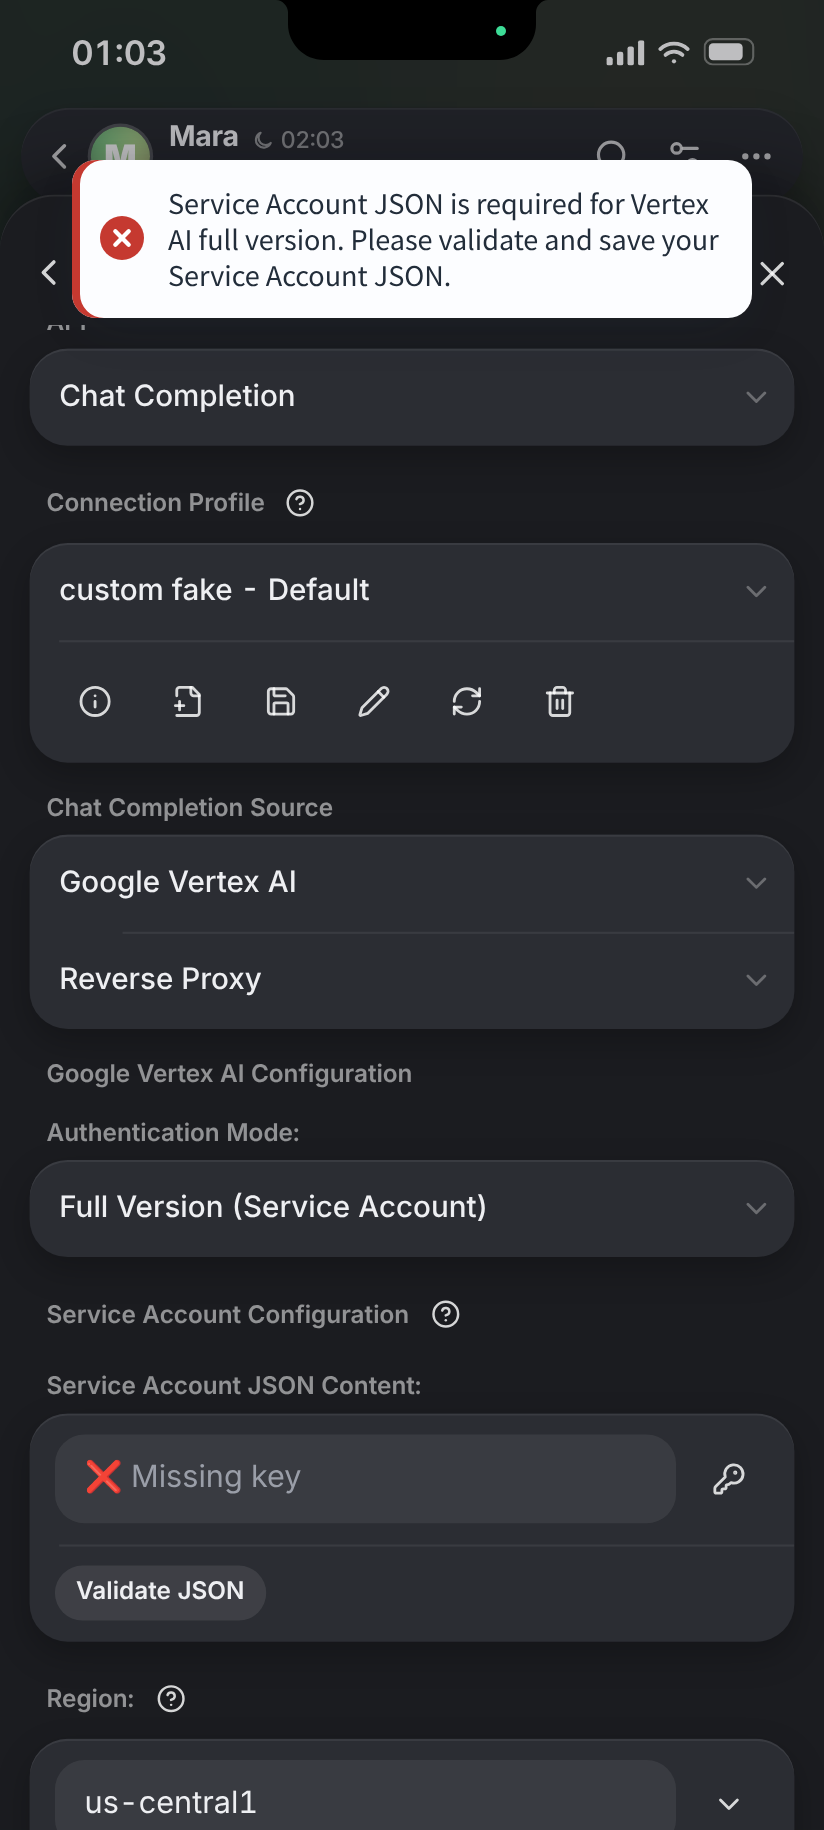 01:03
Mara 02:03
M
Service Account JSON is required for Vertex
AI full version. Please validate and save your
Service Account JSON.
Chat Completion
Connection Profile
custom fake - Default
Chat Completion Source
Google Vertex AI
Reverse Proxy
Google Vertex AI Configuration
Authentication Mode:
Full Version (Service Account)
Service Account Configuration
Service Account JSON Content:
❌ Missing key
Validate JSON
Region:
us-central1